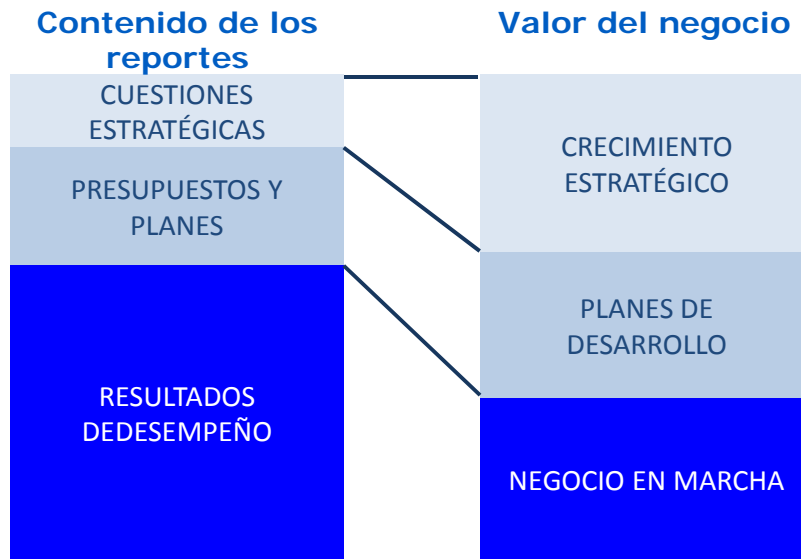 Contenido de los
reportes
CUESTIONES
ESTRATÉGICAS
PRESUPUESTOS Y
PLANES
RESULTADOS
DEDESEMPEÑO
Valor del negocio
CRECIMIENTO
ESTRATÉGICO
PLANES DE
DESARROLLO
NEGOCIO EN MARCHA